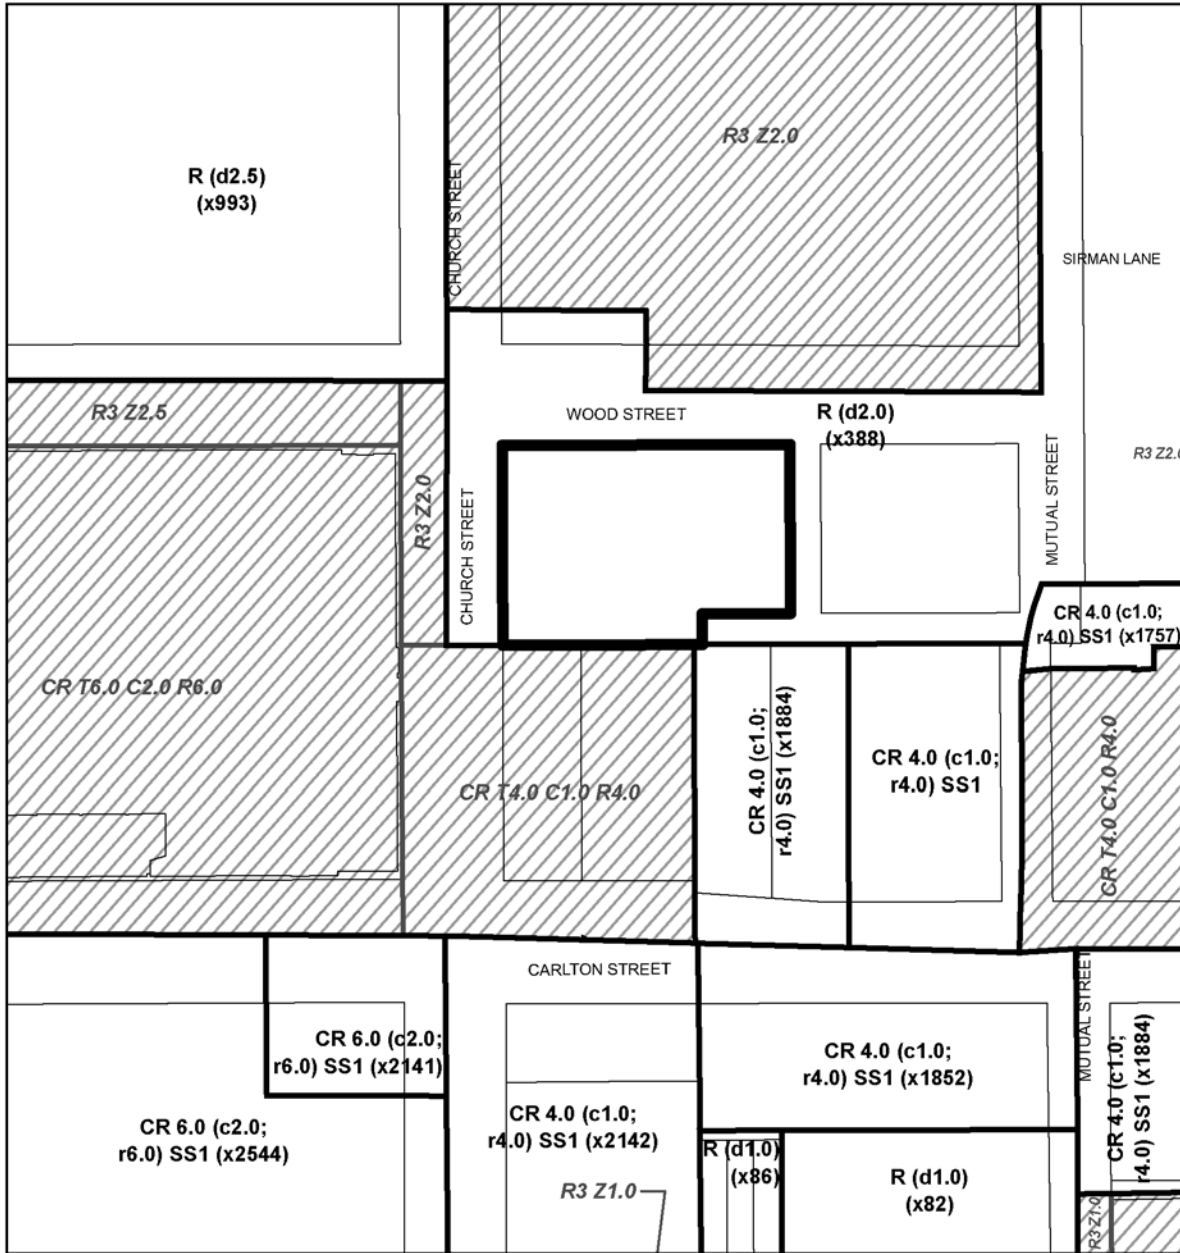 R3 Z2.0
R (d2.5)
(x993)
CHURCH STREET
SIRMAN LANE
R3 Z2.5
WOOD STREET
R (d2.0)
(x388)
R3 Z2.0
MUTUAL STREET
R3 Z2.0
CHURCH STREET
CR 4.0 (c1.0;
r4.0) SS1 (x1757)
CR T6.0 C2.0 R6.0
CR T4.0 C1.0 R4.0
CR 4.0 (c1.0;
r4.0) SS1 (x1884)
CR 4.0 (c1.0;
r4.0) SS1
CR T4.0 C1.0 R4.0
CARLTON STREET
MUTUAL STREET
CR 6.0 (c2.0;
r6.0) SS1 (x2141)
CR 4.0 (c1.0;
r4.0) SS1 (x1852)
CR 4.0 (c1.0;
r4.0) SS1 (x1884)
CR 6.0 (c2.0;
r6.0) SS1 (x2544)
CR 4.0 (c1.0;
r4.0) SS1 (x2142)
R (d1.0)
(x86)
R (d1.0)
(x82)
R3 Z1.0
R3 Z1.0